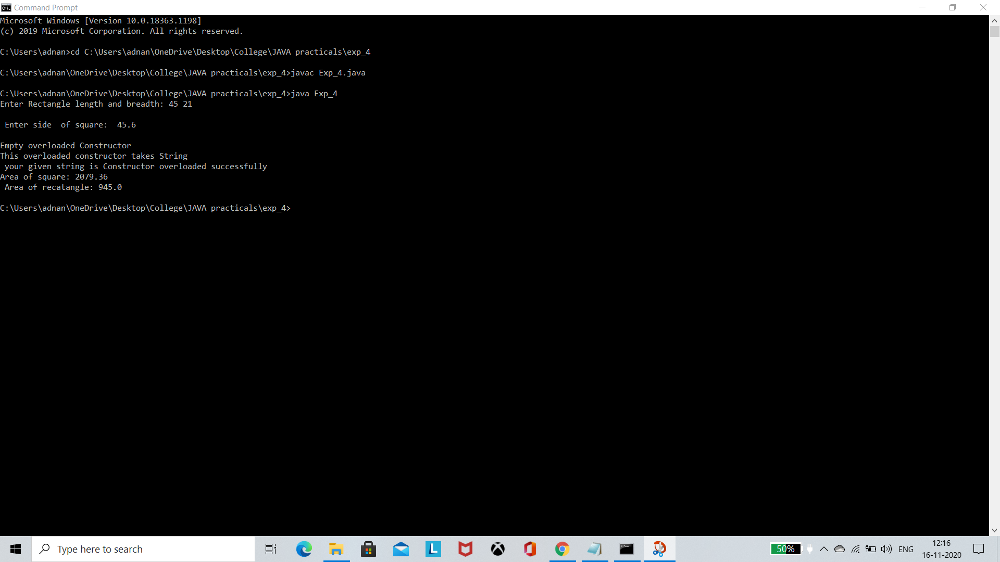 Command Prompt
Microsoft Windows [Version 10.0.18363.1198]
(c) 2019 Microsoft Corporation. All rights reserved.
C:\Users\adnan>cd C:\Users\adnan\OneDrive\Desktop\College\JAVA practicals\exp_4
C:\Users\adnan\OneDrive\Desktop\College\JAVA practicals\exp_4>javac Exp_4.java
C:\Users\adnan\OneDrive\Desktop\College\JAVA practicals\exp_4>java Exp_4
Enter Rectangle length and breadth: 45 21
Enter side  of square:  45.6
Empty overloaded Constructor
This overloaded constructor takes String
your given string is Constructor overloaded successfully
Area of square: 2079.36
Area of recatangle: 945.0
C:\Users\adnan\OneDrive\Desktop\College\JAVA practicals\exp_4>
Type here to search
L
50%
ENG
12:16
16-11-2020